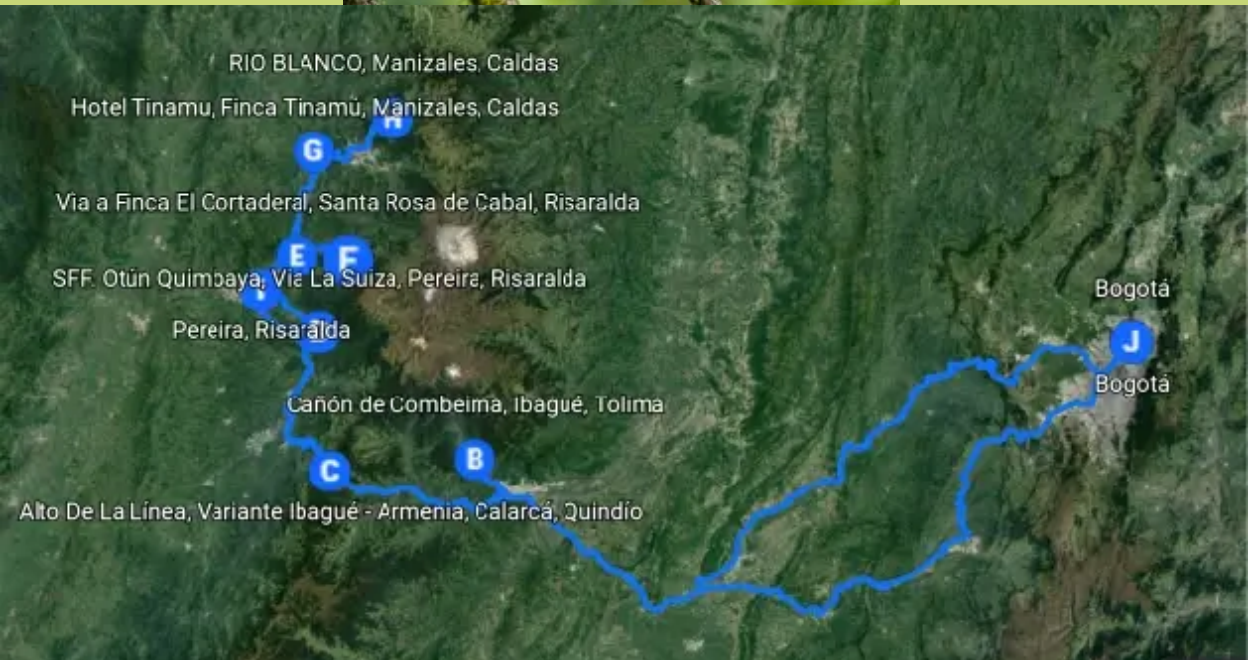 RIO BLANCO, Manizales, Caldas
Hotel Tinamu, Finca Tinamú, Manizales, Caldas
H
G
Via a Finca El Cortaderal, Santa Rosa de Cabal, Risaralda
E
F
SFF. Otún Quimbaya, Via La Suiza, Pereira, Risaralda
Bogotá
Pereira, Risaralda
J
Bogotá
Cañón de Combeima, Ibagué, Tolima
B
C
Alto De La Línea, Variante Ibagué - Armenia, Calarcá, Quindío